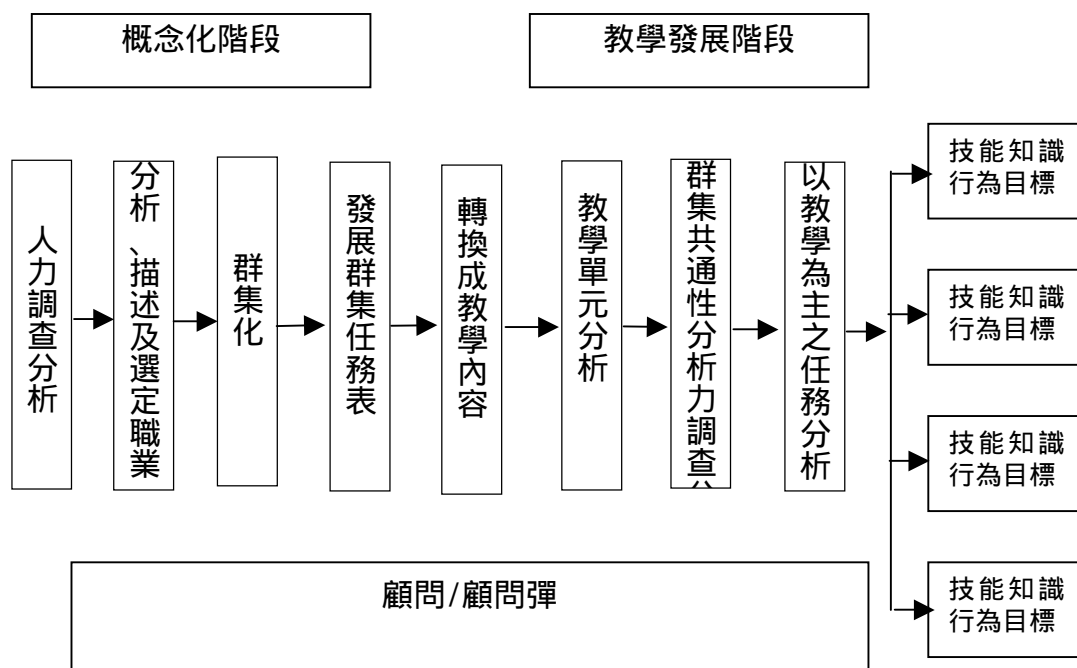 概念化階段
教學發展階段
人力調查分析
分析、描述及選定職業
群集化
發展群集任務表
轉換成教學內容
教學單元分析
群集共通性分析力調查
以教學為主之任務分析
技能知識
行為目標
技能知識
行為目標
技能知識
行為目標
技能知識
行為目標
顧問/顧問彈